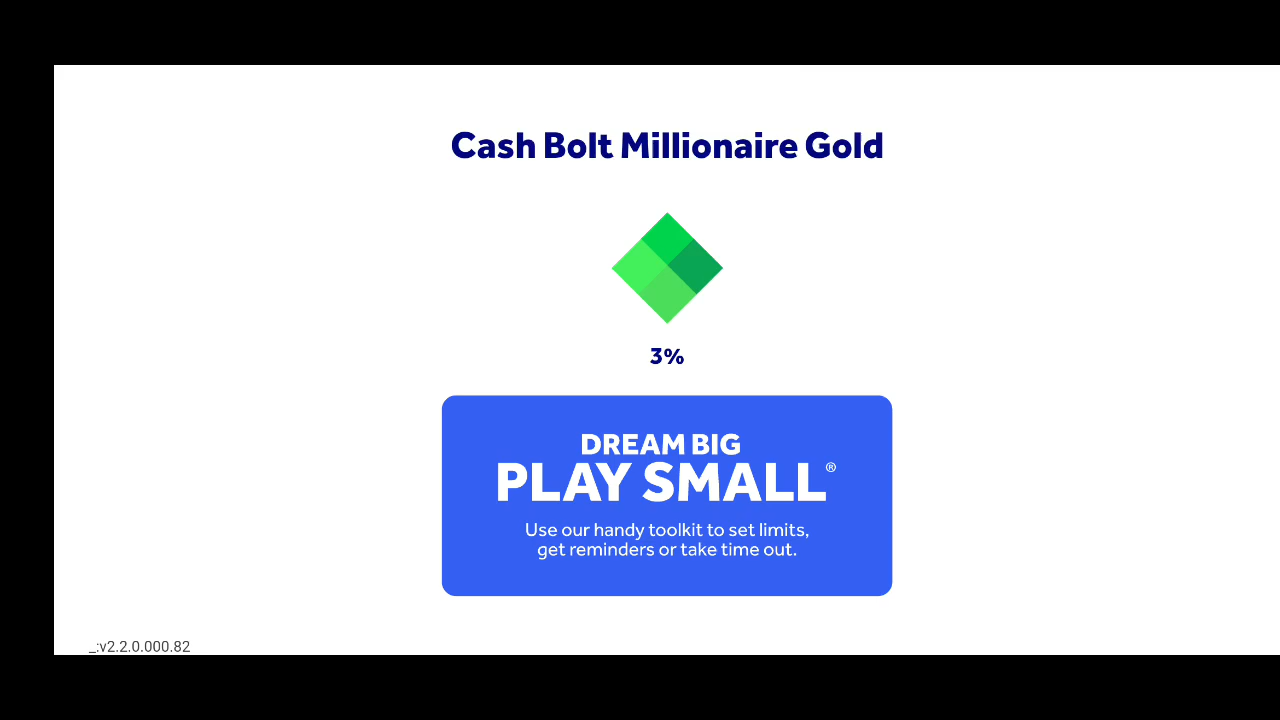 Cash Bolt Millionaire Gold
3%
DREAM BIG
PLAY SMALL®
Use our handy toolkit to set limits,
get reminders or take time out.
_:v2.2.0.000.82